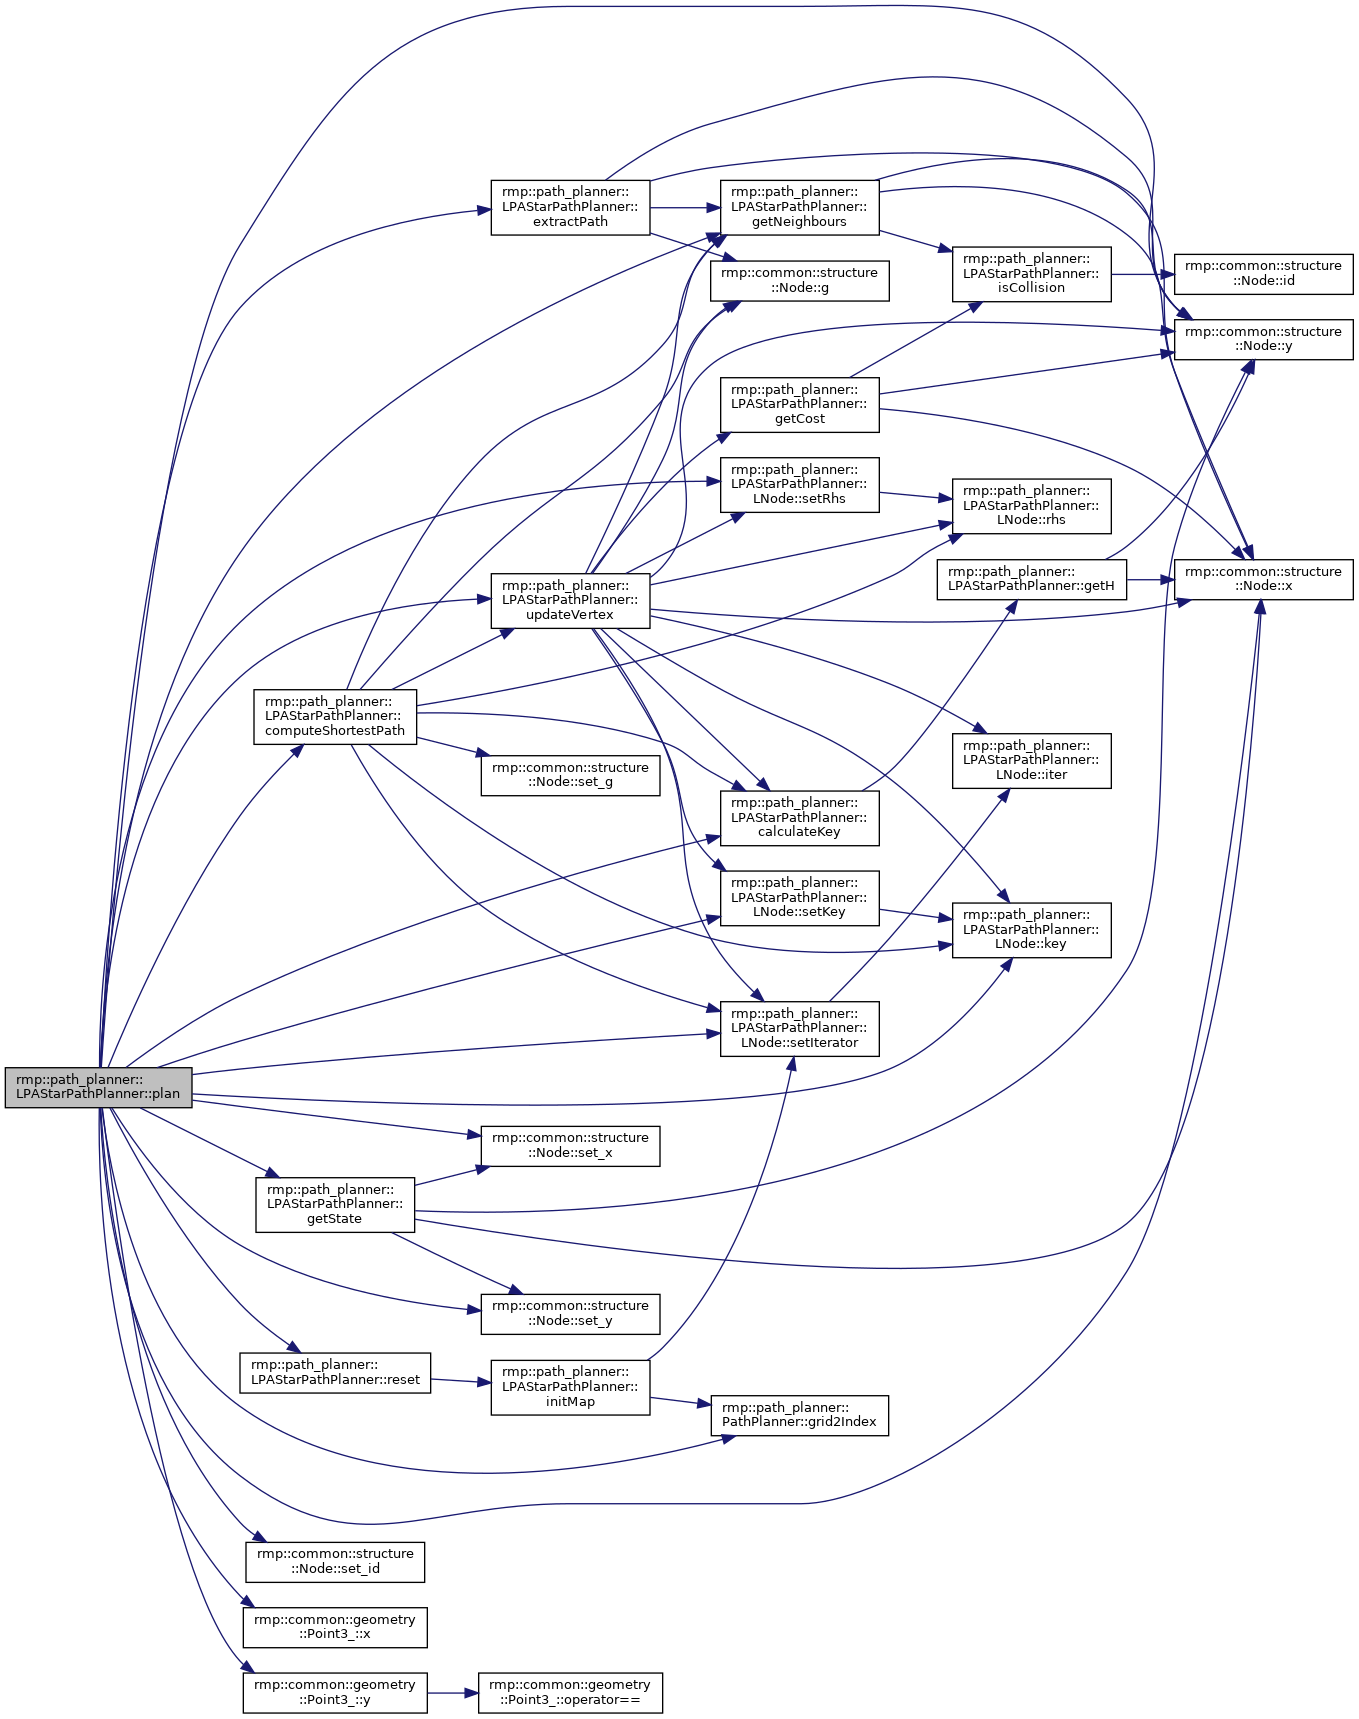 rmp::path_planner::
LPAStarPathPlanner::
extractPath
rmp::path_planner::
LPAStarPathPlanner::
getNeighbours
rmp::common::structure
::Node::g
rmp::path_planner::
LPAStarPathPlanner::
isCollision
rmp::common::structure
::Node::id
rmp::common::structure
::Node::y
rmp::path_planner::
LPAStarPathPlanner::
getCost
rmp::path_planner::
LPAStarPathPlanner::
LNode::setRhs
rmp::path_planner::
LPAStarPathPlanner::
LNode::rhs
rmp::path_planner::
LPAStarPathPlanner::getH
rmp::common::structure
::Node::x
rmp::path_planner::
LPAStarPathPlanner::
updateVertex
rmp::path_planner::
LPAStarPathPlanner::
computeShortestPath
rmp::common::structure
::Node::set_g
rmp::path_planner::
LPAStarPathPlanner::
LNode::iter
rmp::path_planner::
LPAStarPathPlanner::
calculateKey
rmp::path_planner::
LPAStarPathPlanner::
LNode::setKey
rmp::path_planner::
LPAStarPathPlanner::
LNode::key
rmp::path_planner::
LPAStarPathPlanner::
LNode::setIterator
rmp::path_planner::
LPAStarPathPlanner::plan
rmp::common::structure
::Node::set_x
rmp::path_planner::
LPAStarPathPlanner::
getState
rmp::common::structure
::Node::set_y
rmp::path_planner::
LPAStarPathPlanner::reset
rmp::path_planner::
LPAStarPathPlanner::
initMap
rmp::path_planner::
PathPlanner::grid2Index
rmp::common::structure
::Node::set_id
rmp::common::geometry
::Point3_::x
rmp::common::geometry
::Point3_::y
rmp::common::geometry
::Point3_::operator==